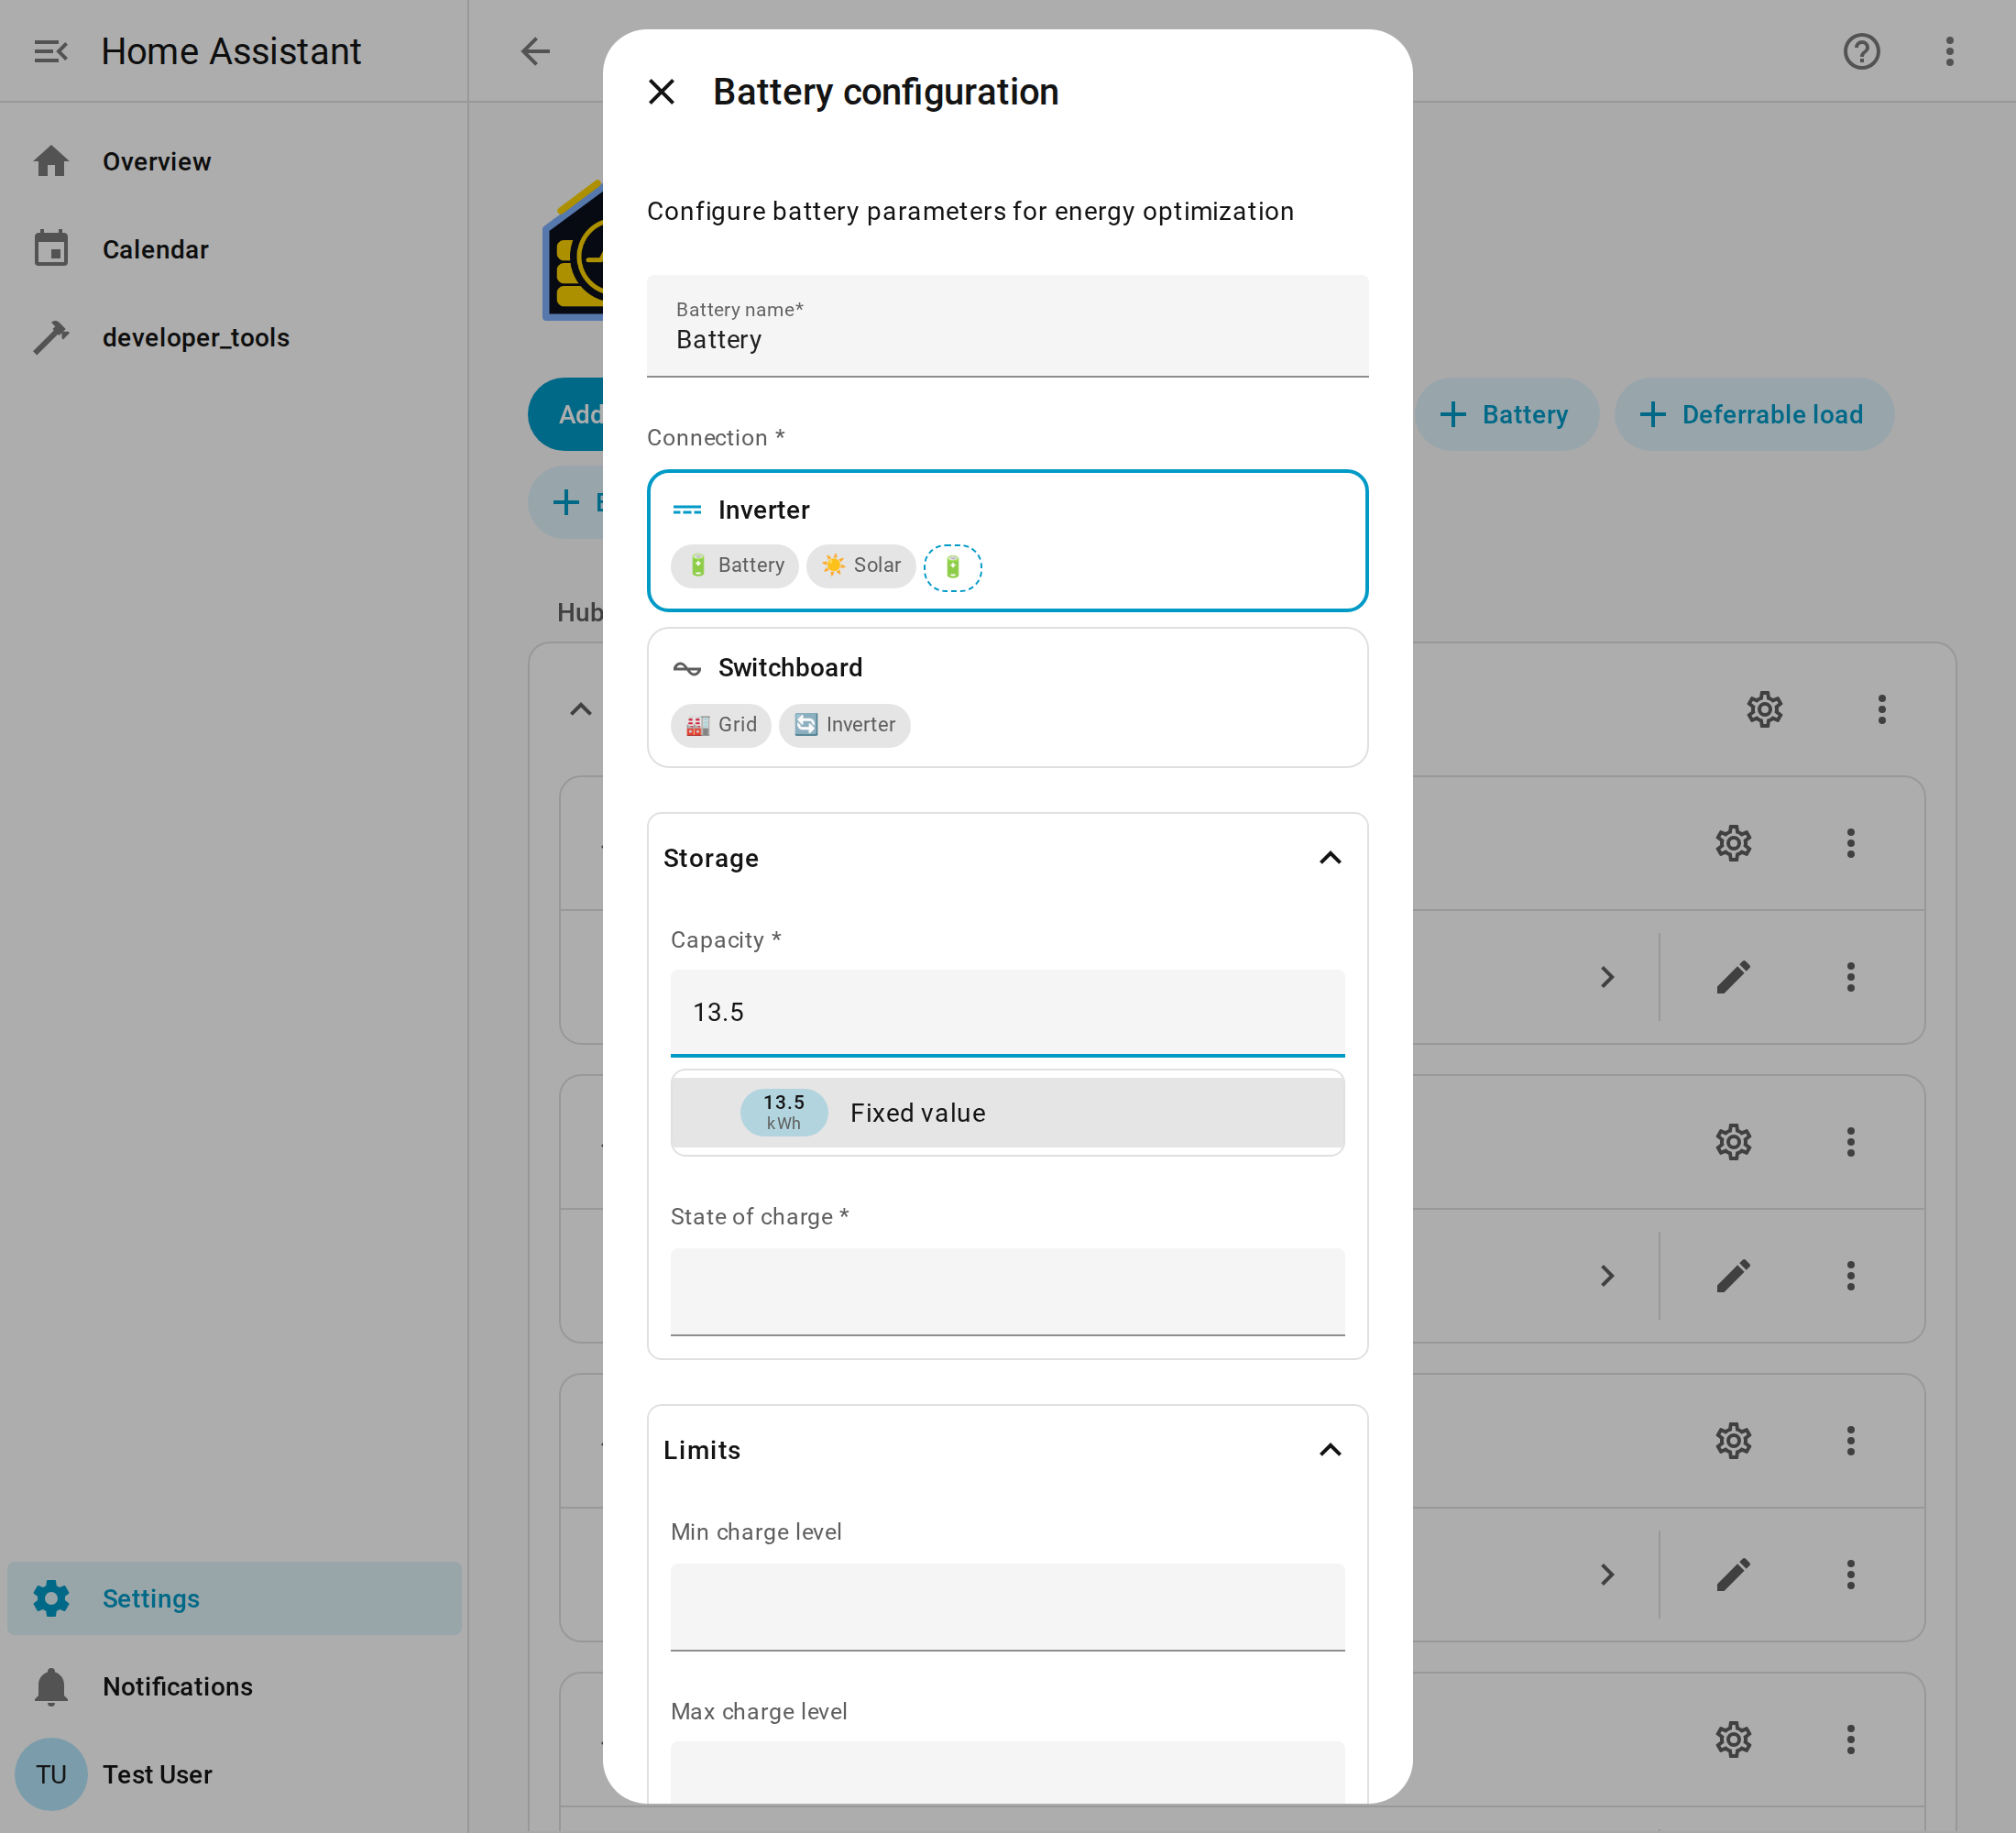 Home Assistant
Overview
Calendar
developer_tools
Settings
Notifications
TU
Test User
Add
Battery
Deferrable load
Hub
Battery configuration
Configure battery parameters for energy optimization
Battery name*
Battery
Connection *
Inverter
Battery
Solar
Switchboard
Grid
Inverter
Storage
Capacity *
13.5
13.5
kWh
Fixed value
State of charge *
Limits
Min charge level
Max charge level